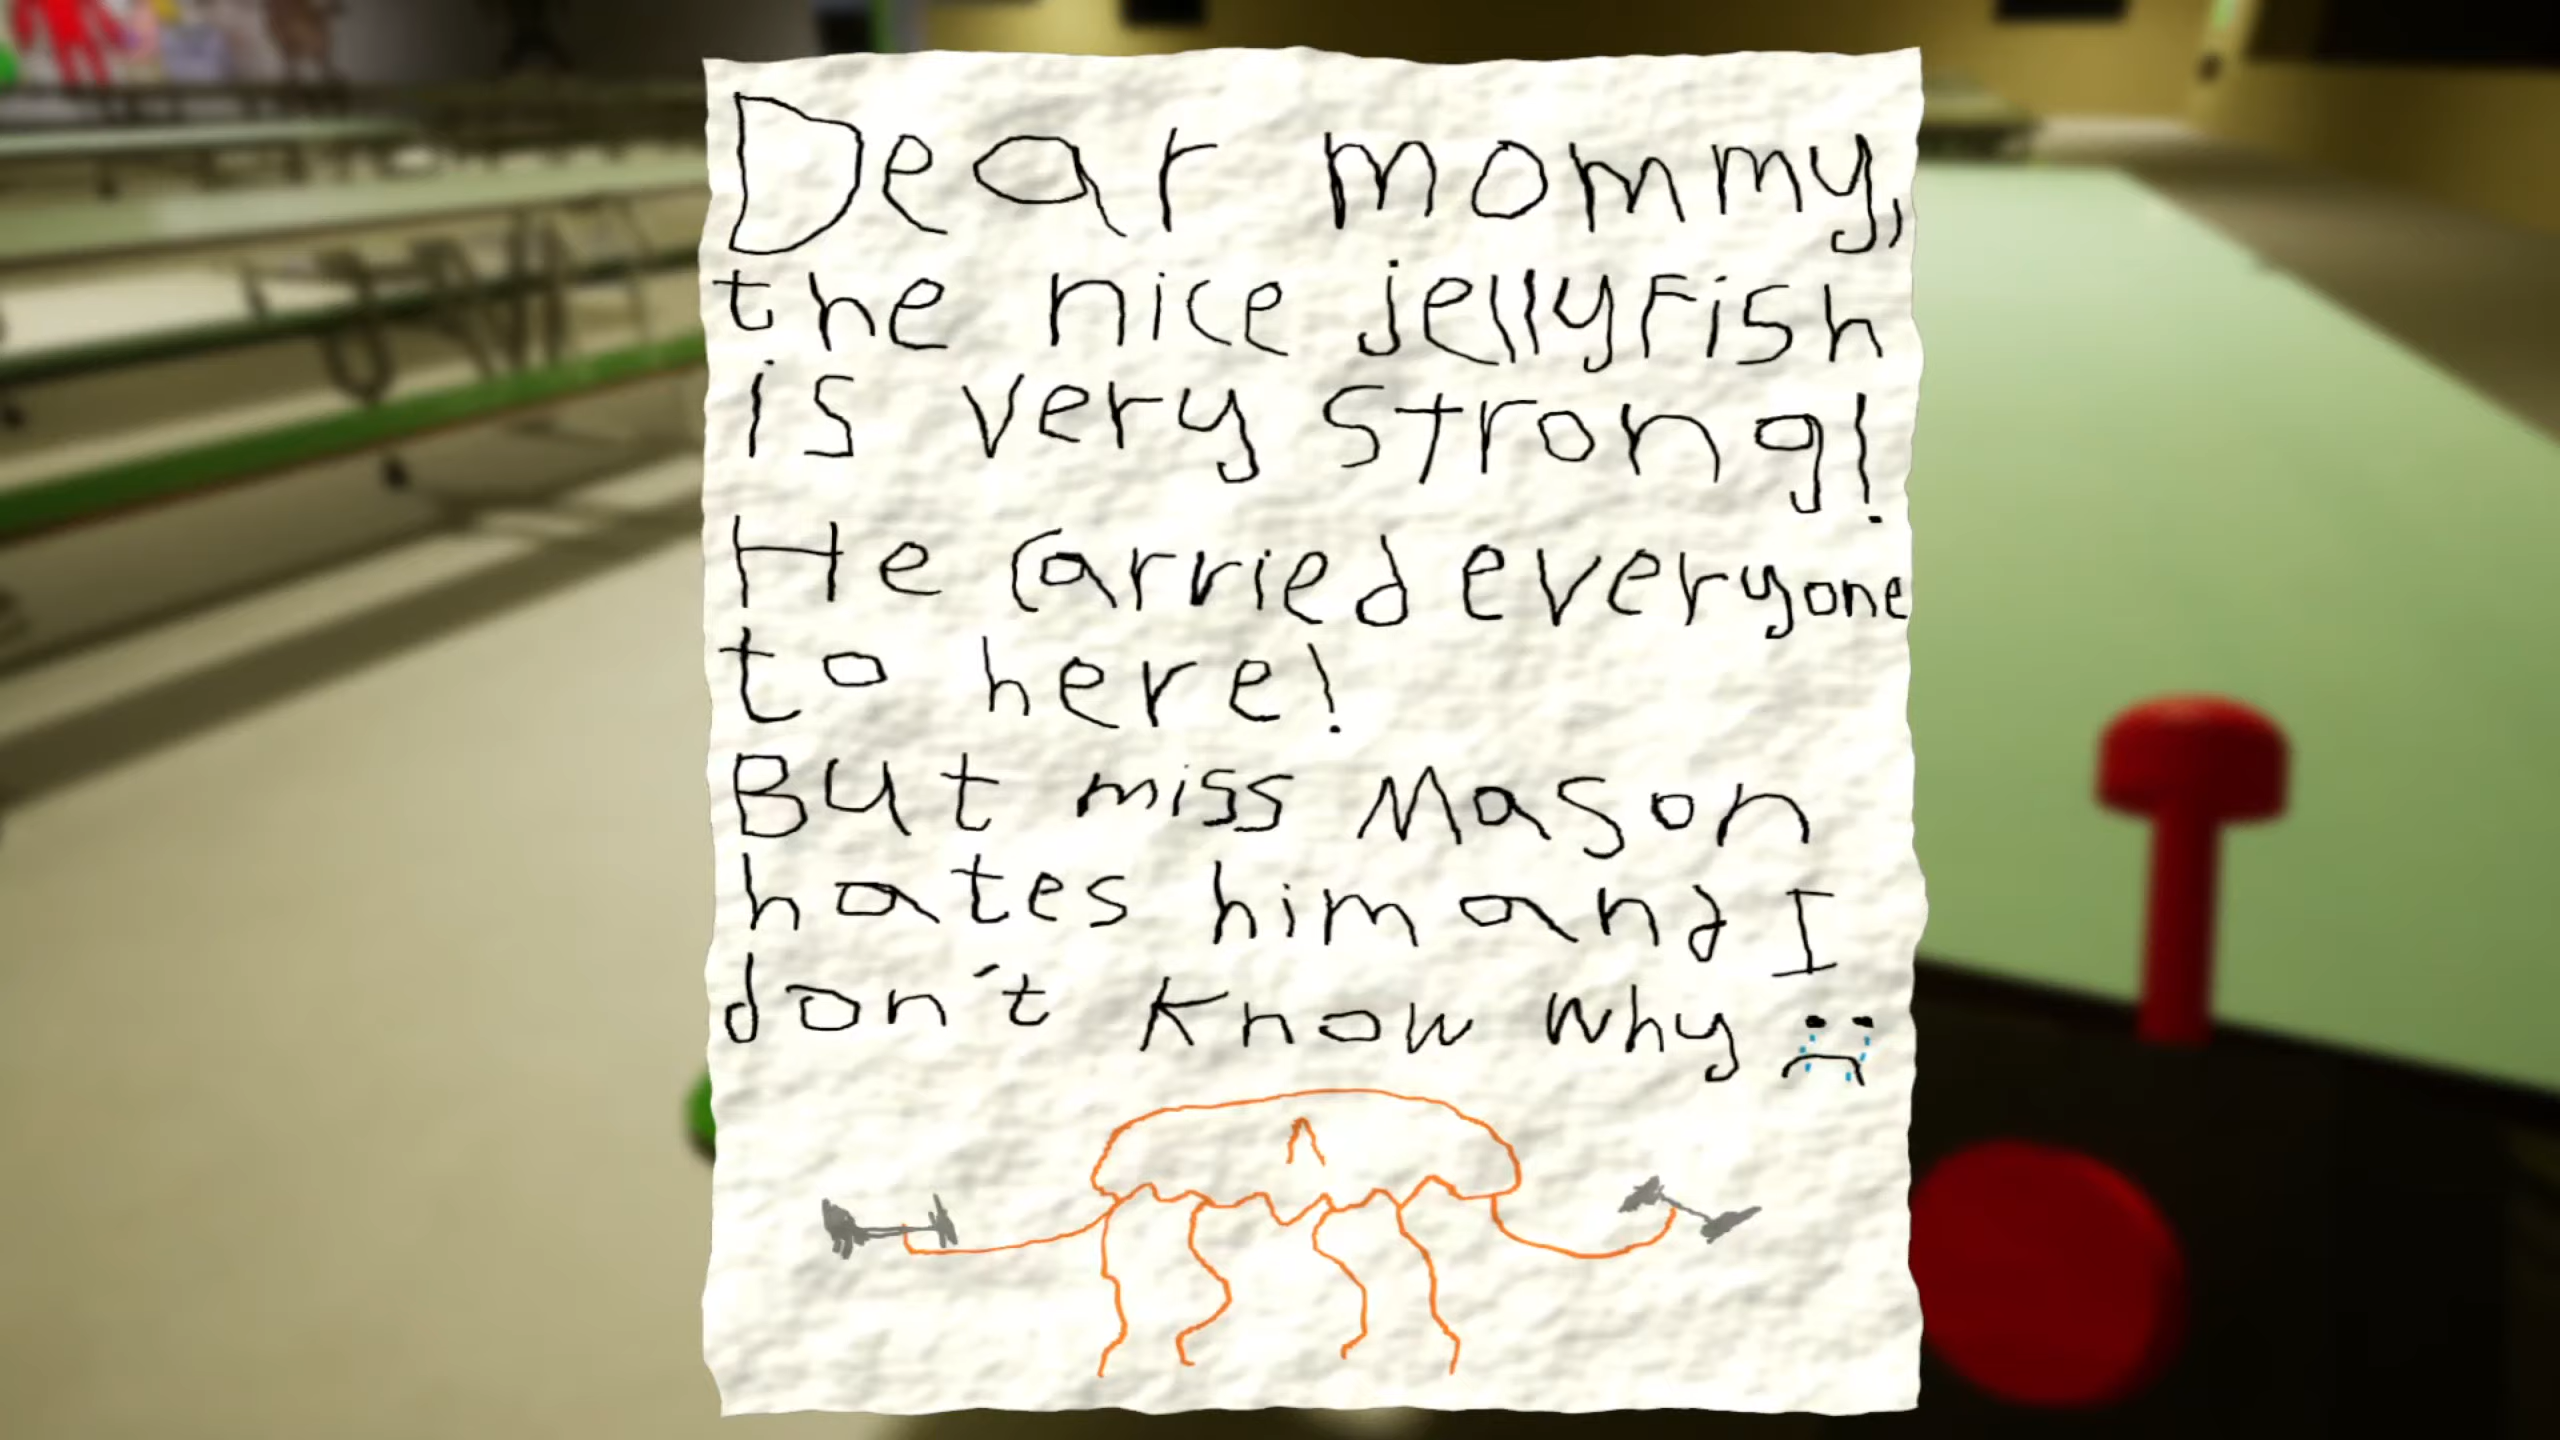 Dear mommy,
the nice jellyfish
is very strong!
He carried everyone
to here!
But miss Mason
hates him and I
don't know why